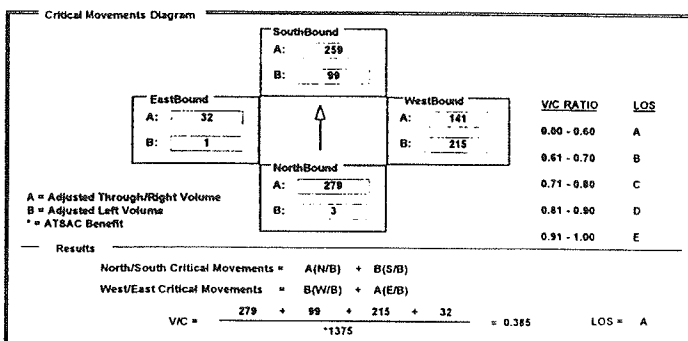 Critical Movements Diagram
SouthBound
A: 259
B: 99
EastBound
A: 32
B: 1
WestBound
A: 141
B: 215
NorthBound
A: 279
B: 3
V/C RATIO LOS
0.00 - 0.60 A
0.61 - 0.70 B
0.71 - 0.80 C
0.81 - 0.90 D
0.91 - 1.00 E
A = Adjusted Through/Right Volume
B = Adjusted Left Volume
* = ATSAC Benefit
Results
North/South Critical Movements = A(N/B) + B(S/B)
West/East Critical Movements = B(W/B) + A(E/B)
V/C = 279 + 99 + 215 + 32 = 0.385 LOS = A
*1375